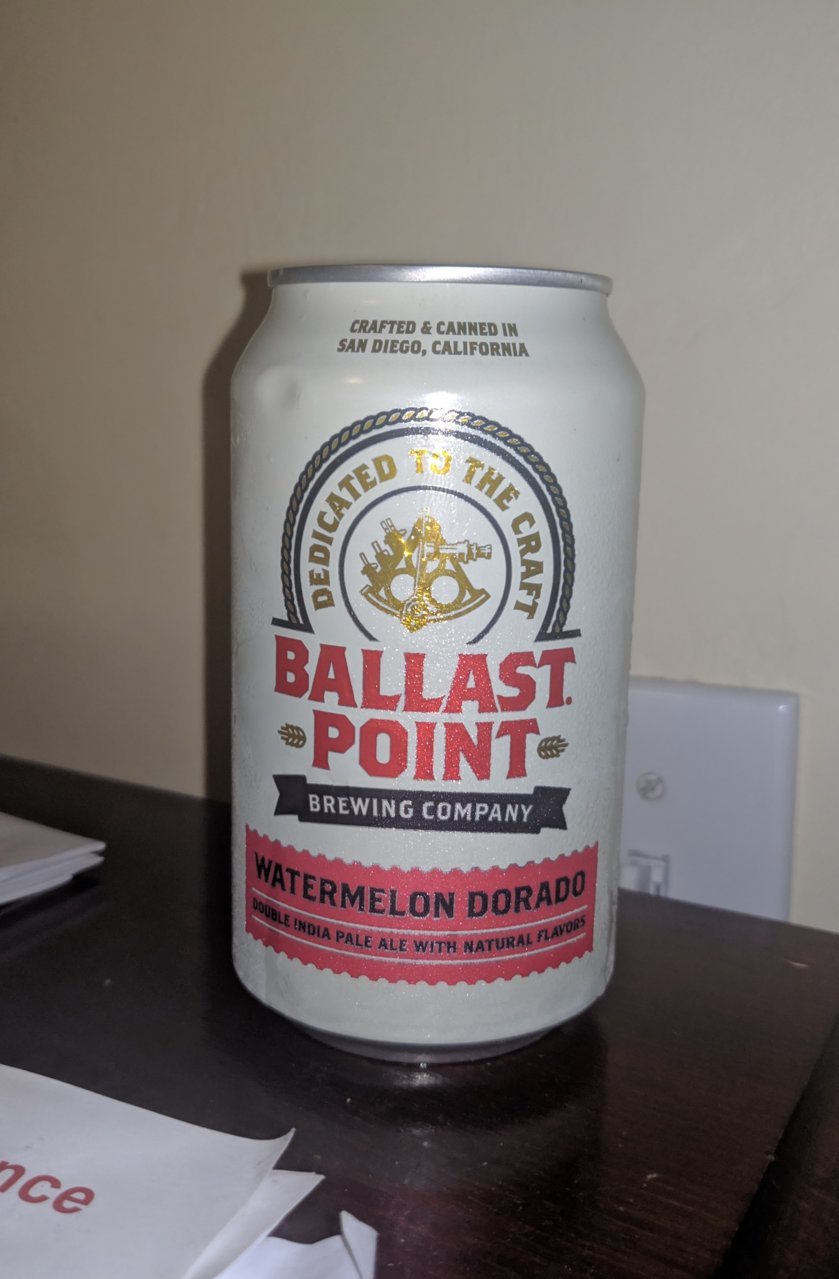 CRAFTED & CANNED IN
SAN DIEGO, CALIFORNIA
DEDICATED TO THE CRAFT
BALLAST
POINT
BREWING COMPANY
WATERMELON DORADO
DOUBLE INDIA PALE ALE WITH NATURAL FLAVORS
nce